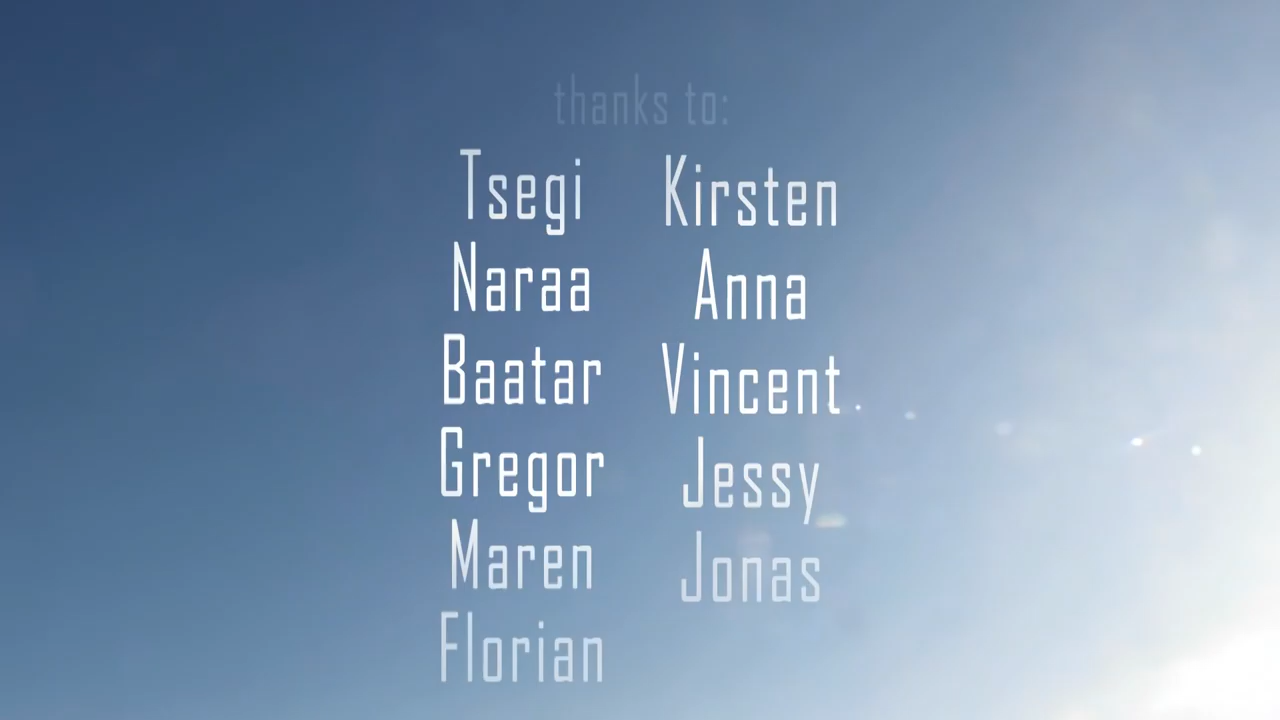 thanks to:
Tsegi
Naraa
Baatar
Gregor
Maren
Florian
Kirsten
Anna
Vincent
Jessy
Jonas